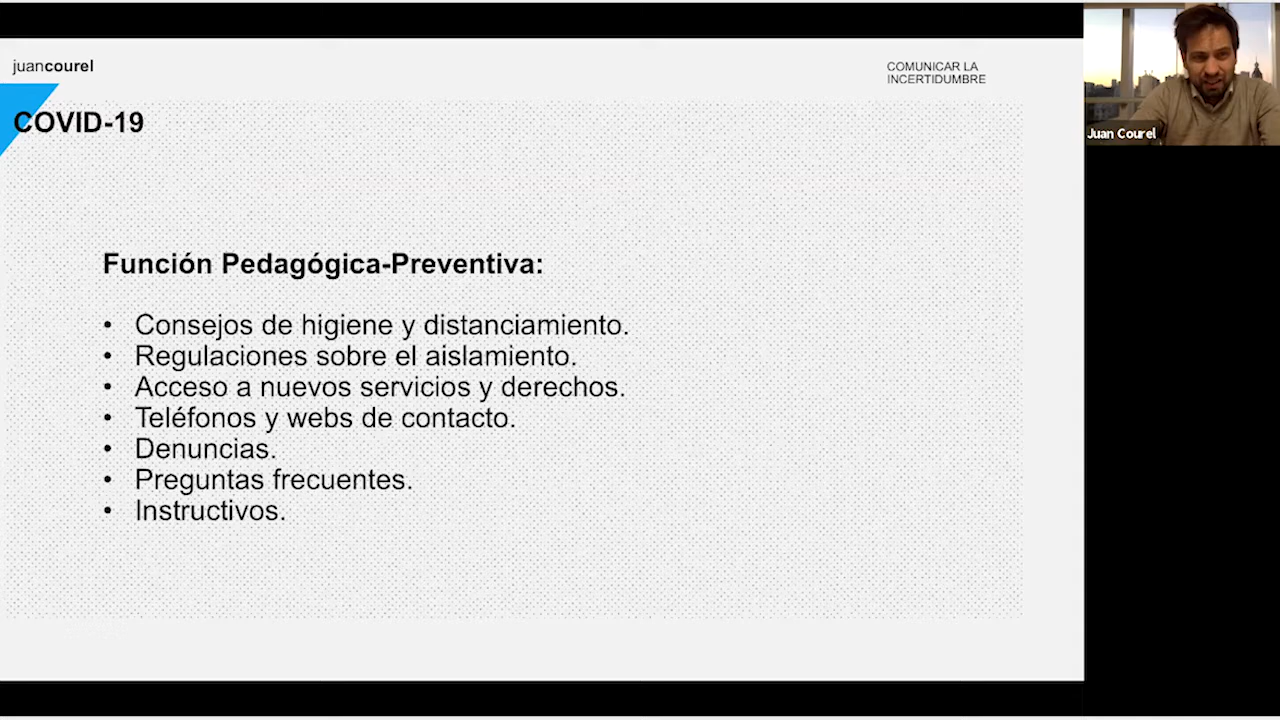 juancourel
COMUNICAR LA
INCERTIDUMBRE
COVID-19
Juan Courel
Función Pedagógica-Preventiva:
• Consejos de higiene y distanciamiento.
• Regulaciones sobre el aislamiento.
• Acceso a nuevos servicios y derechos.
• Teléfonos y webs de contacto.
• Denuncias.
• Preguntas frecuentes.
• Instructivos.